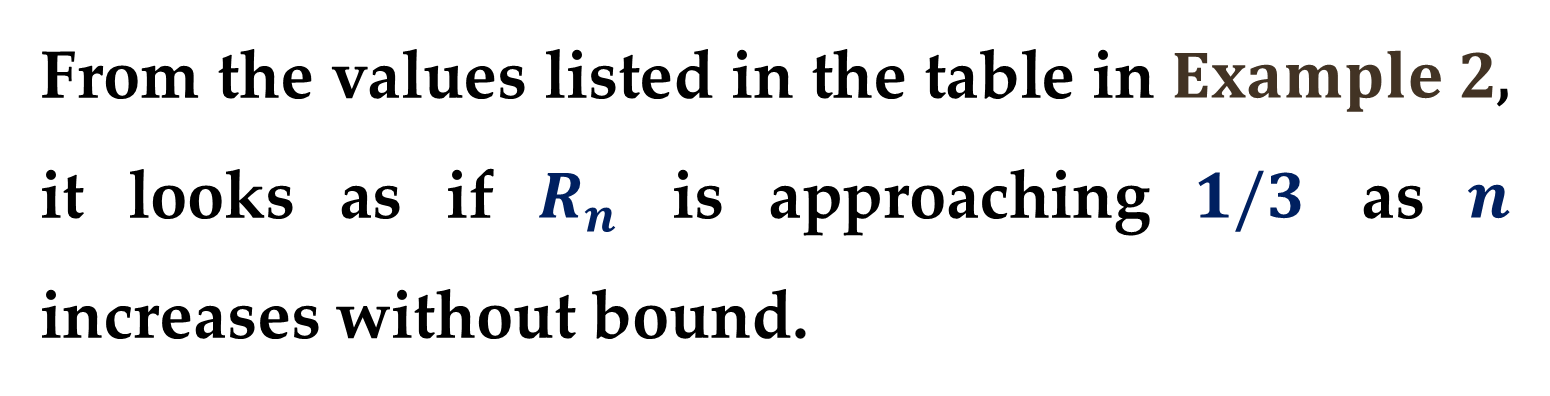 From the values listed in the table in Example 2,
it looks as if Rₙ is approaching 1/3 as n
increases without bound.